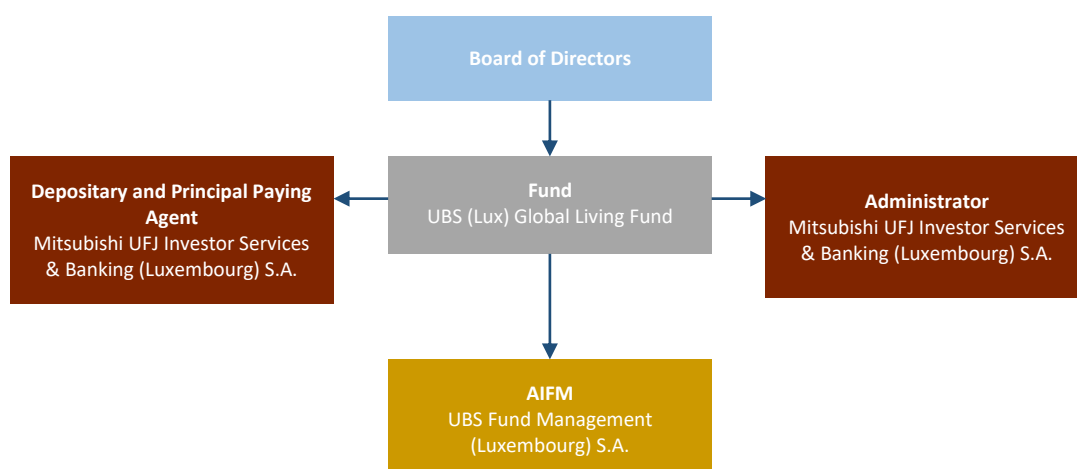 Board of Directors
Depositary and Principal Paying
Agent
Mitsubishi UFJ Investor Services
& Banking (Luxembourg) S.A.
Fund
UBS (Lux) Global Living Fund
Administrator
Mitsubishi UFJ Investor Services
& Banking (Luxembourg) S.A.
AIFM
UBS Fund Management
(Luxembourg) S.A.